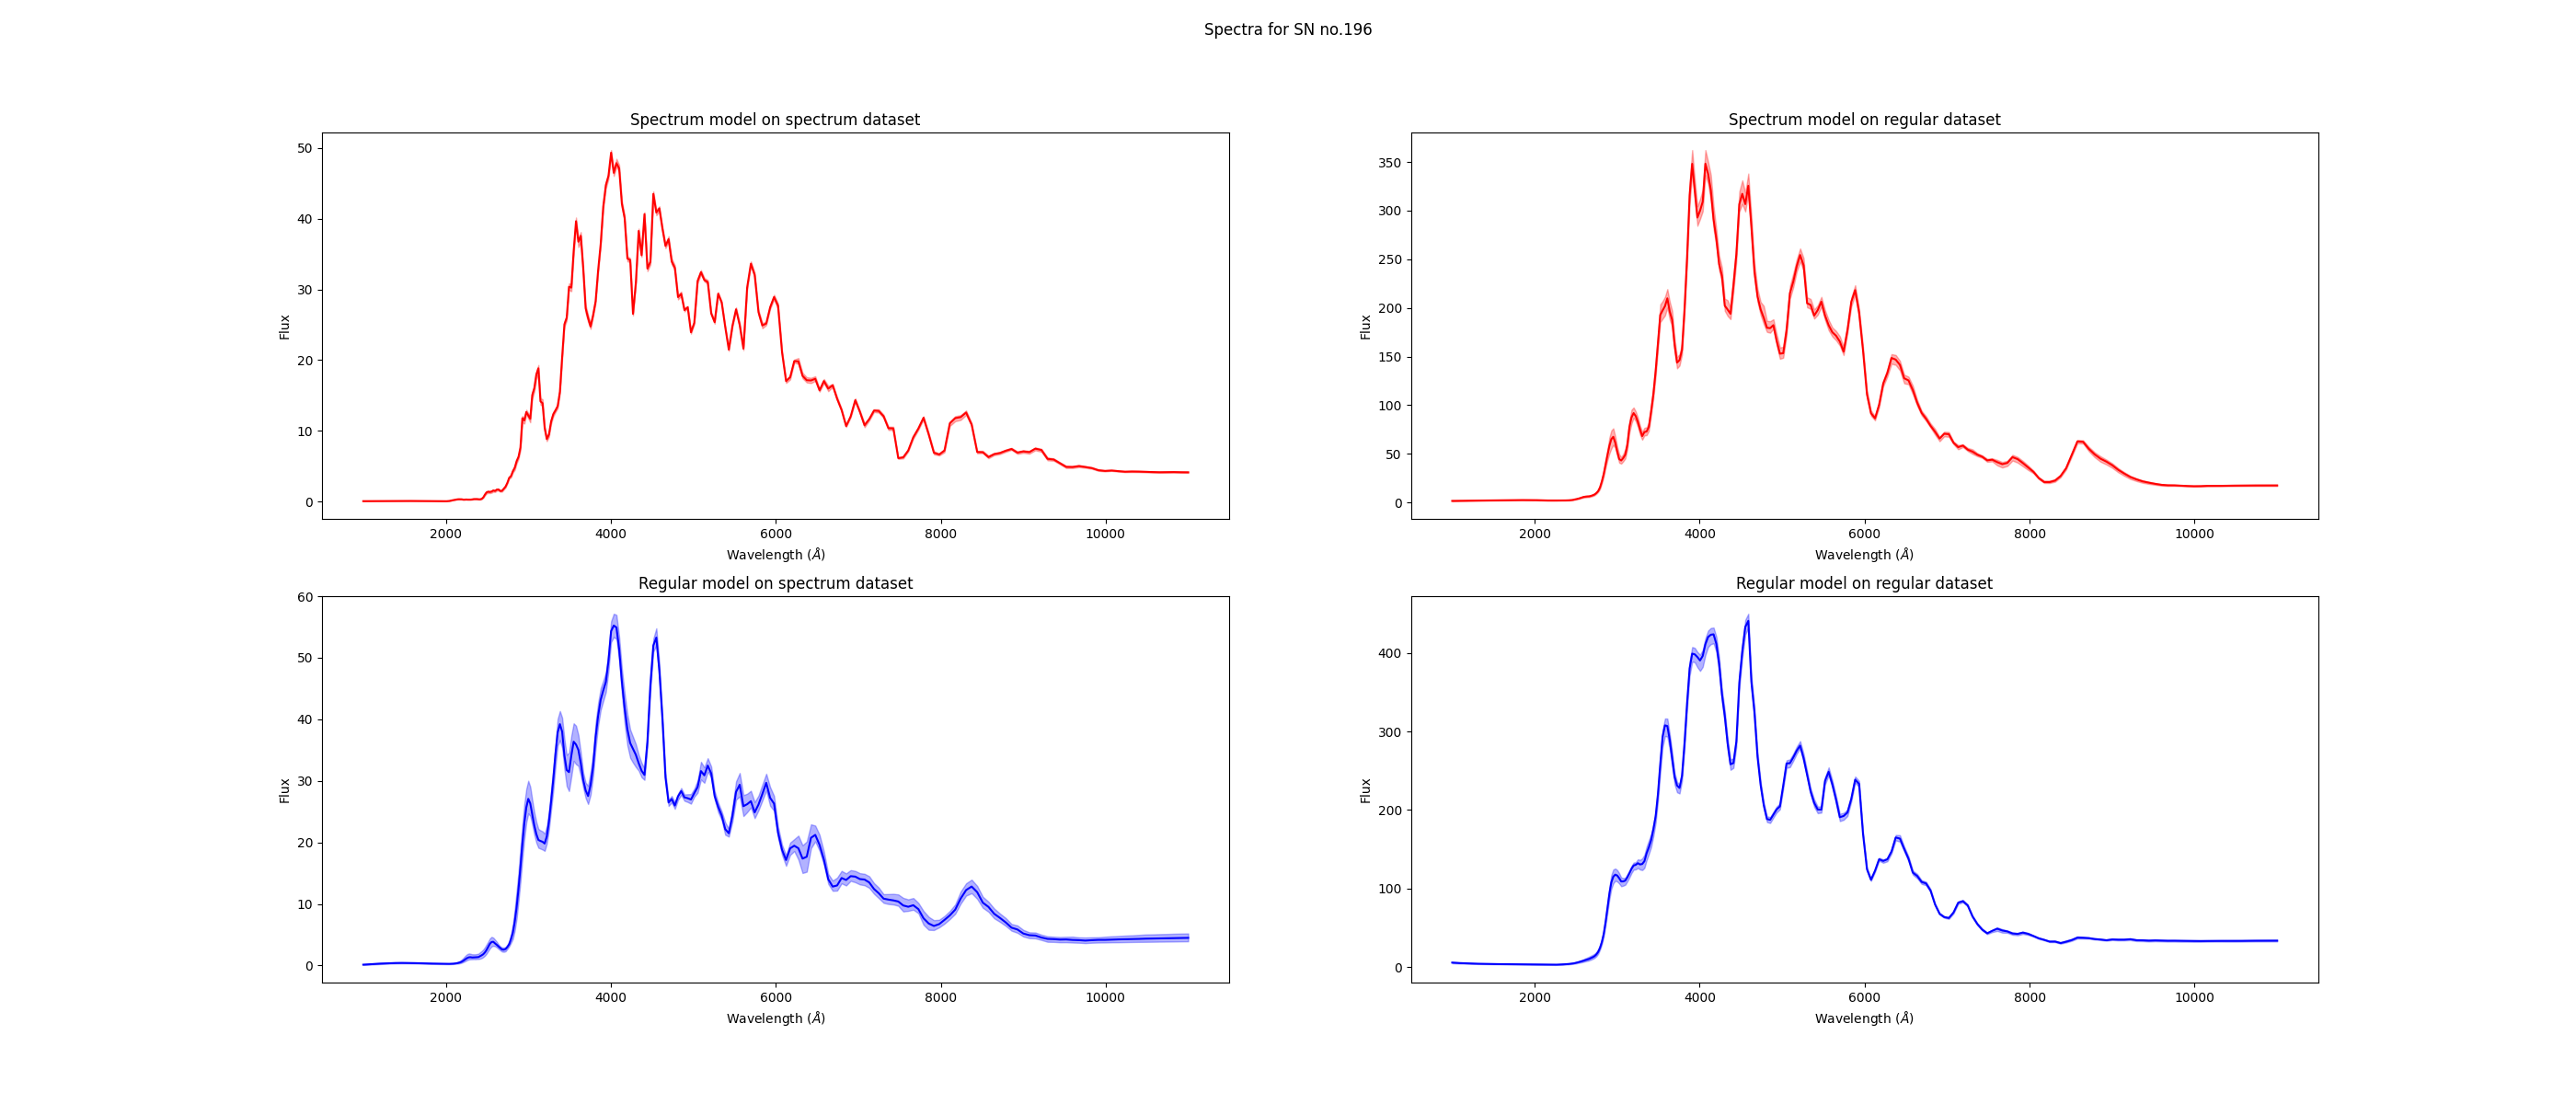 Spectra for SN no.196
Spectrum model on spectrum dataset
50
40
30
20
10
0
Flux
2000 4000 6000 8000 10000
Wavelength (Å)
Spectrum model on regular dataset
350
300
250
200
150
100
50
0
Flux
2000 4000 6000 8000 10000
Wavelength (Å)
Regular model on spectrum dataset
60
50
40
30
20
10
0
Flux
2000 4000 6000 8000 10000
Wavelength (Å)
Regular model on regular dataset
400
300
200
100
0
Flux
2000 4000 6000 8000 10000
Wavelength (Å)